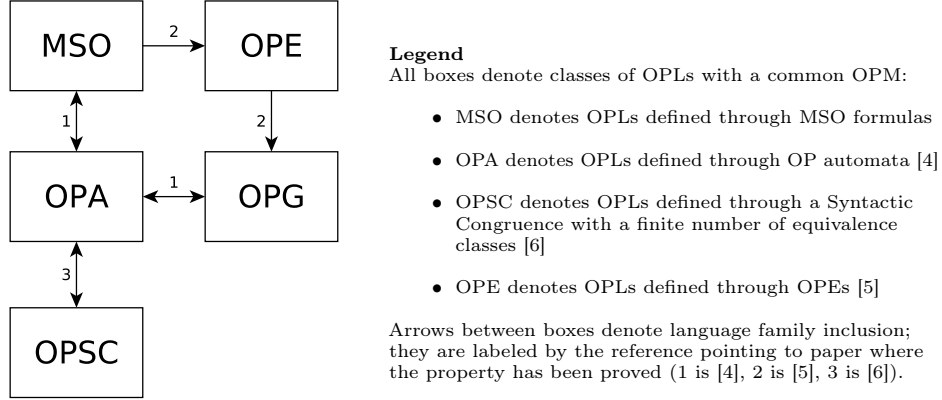 MSO
2
OPE
1
2
OPA
1
OPG
3
OPSC
Legend
All boxes denote classes of OPLs with a common OPM:
• MSO denotes OPLs defined through MSO formulas
• OPA denotes OPLs defined through OP automata [4]
• OPSC denotes OPLs defined through a Syntactic
Congruence with a finite number of equivalence
classes [6]
• OPE denotes OPLs defined through OPEs [5]
Arrows between boxes denote language family inclusion;
they are labeled by the reference pointing to paper where
the property has been proved (1 is [4], 2 is [5], 3 is [6]).